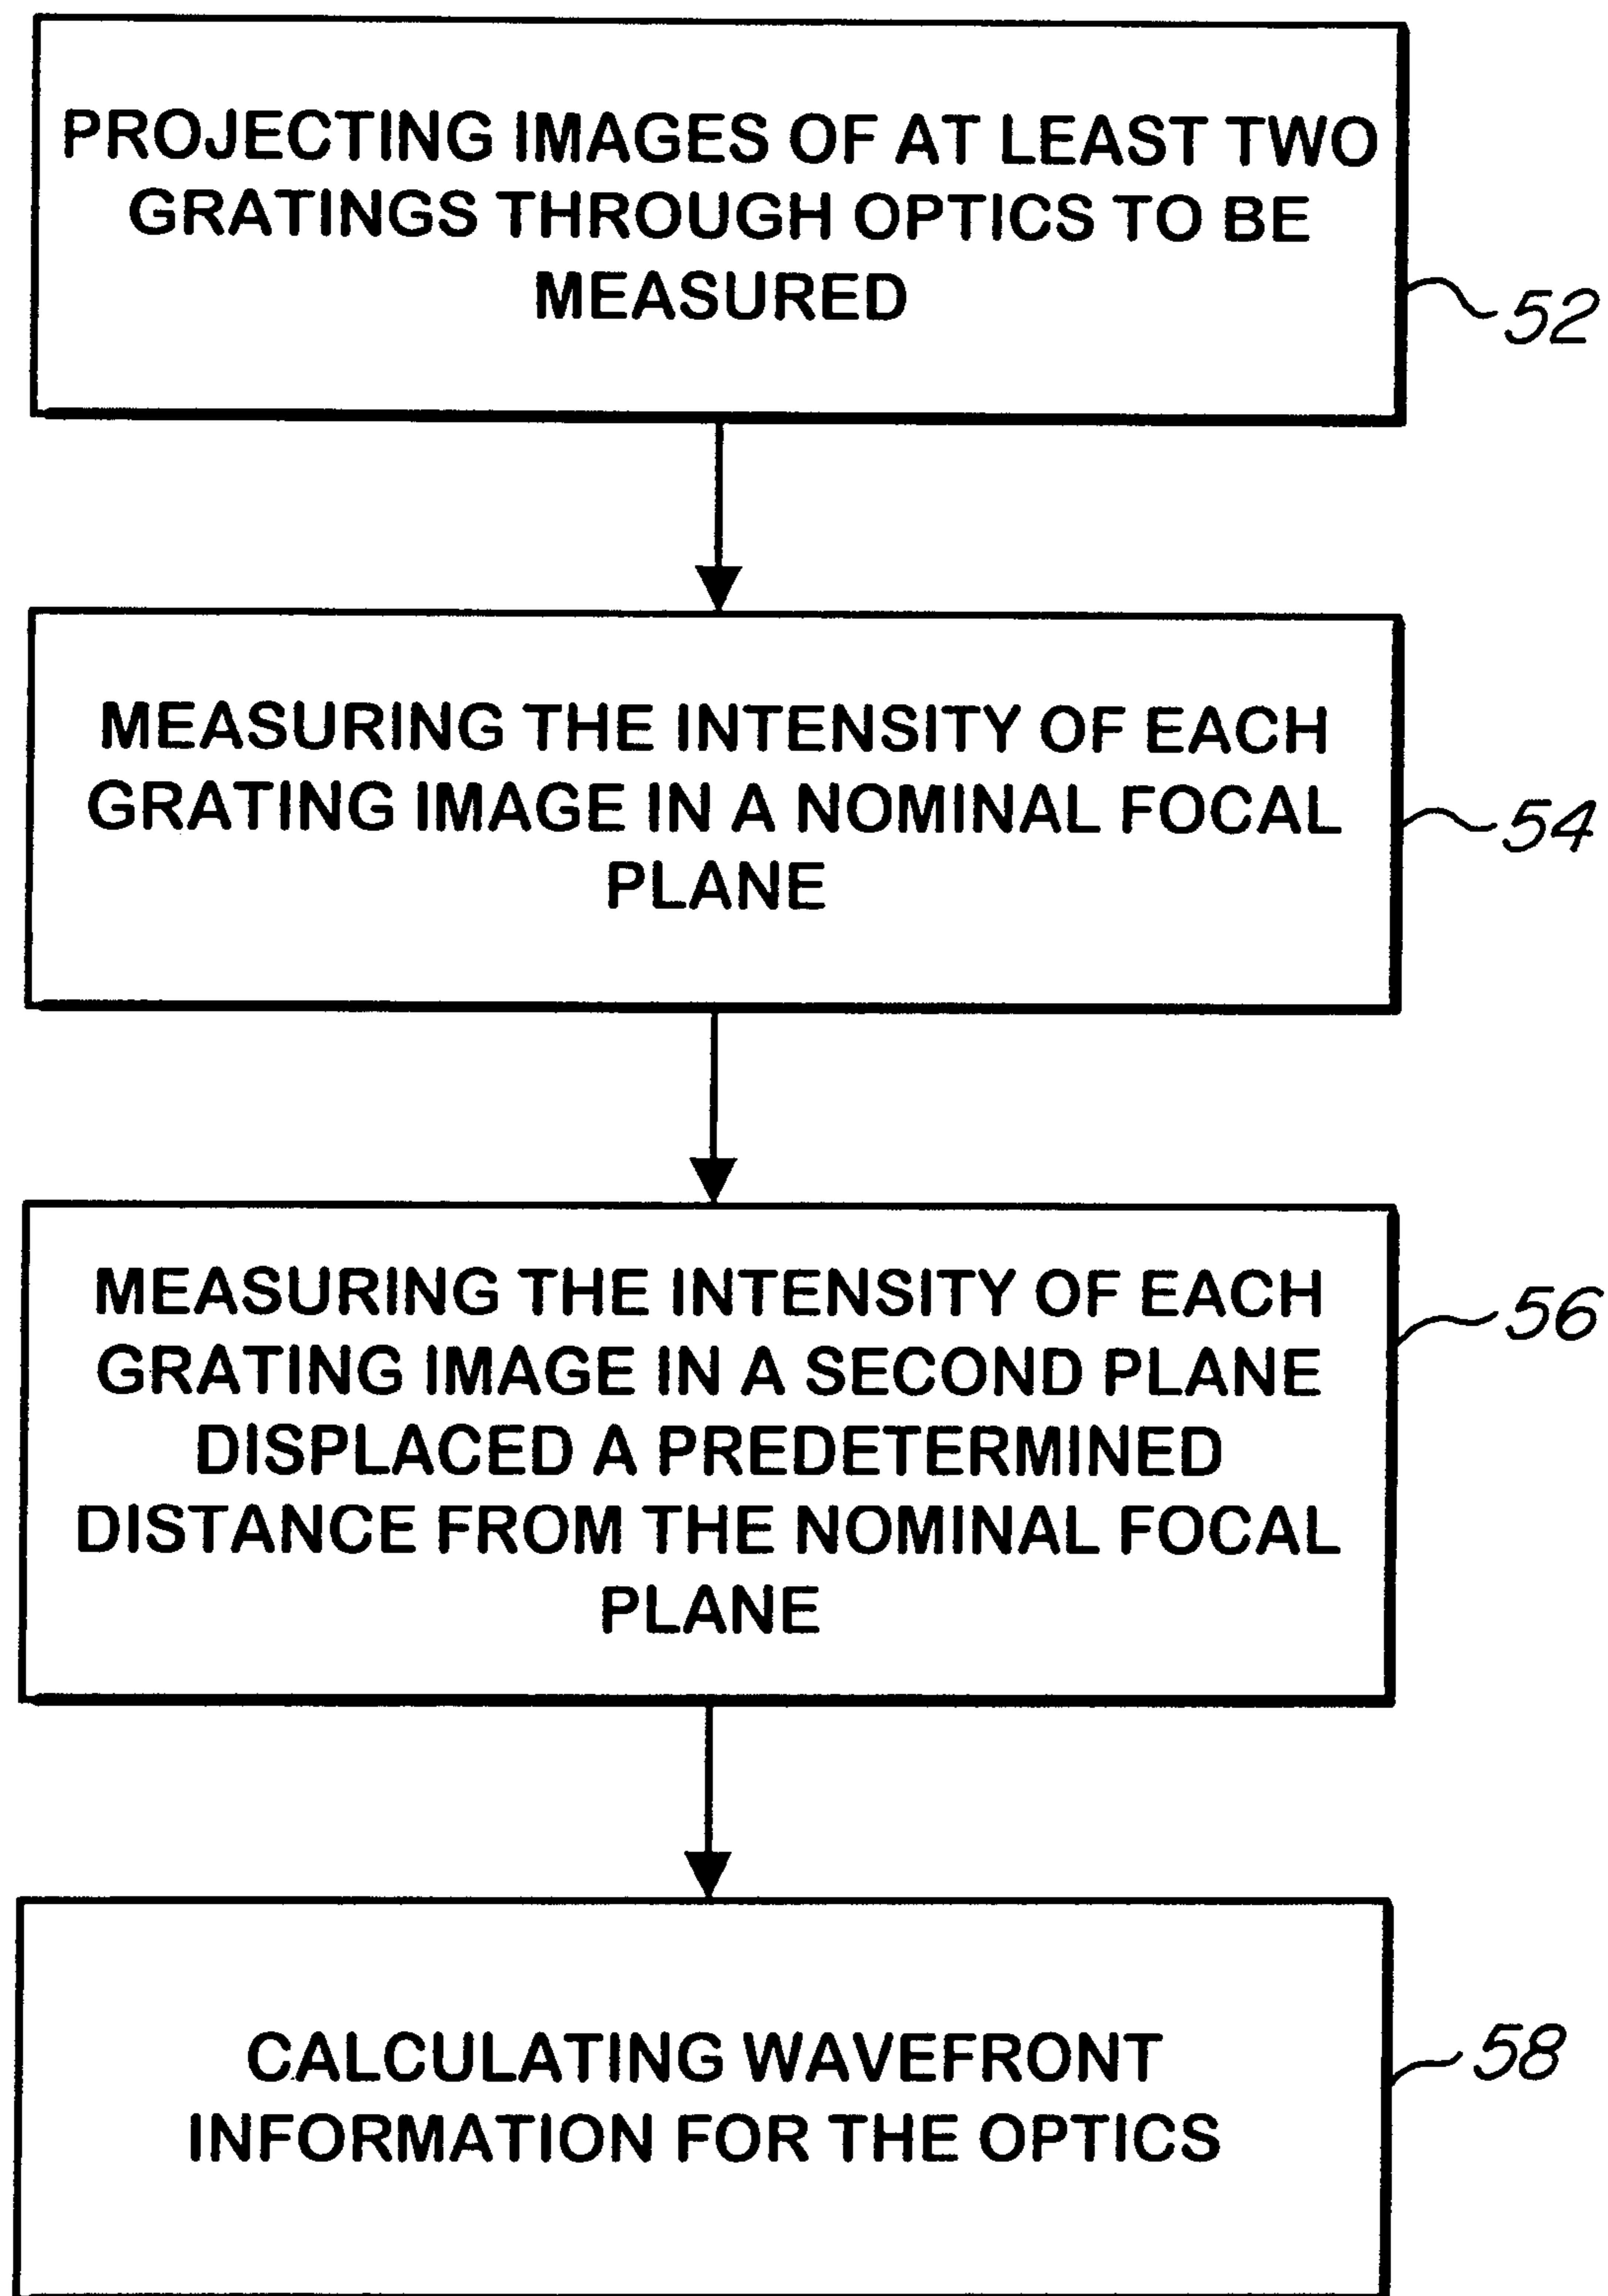 PROJECTING IMAGES OF AT LEAST TWO
GRATINGS THROUGH OPTICS TO BE
MEASURED
52
MEASURING THE INTENSITY OF EACH
GRATING IMAGE IN A NOMINAL FOCAL
PLANE
54
MEASURING THE INTENSITY OF EACH
GRATING IMAGE IN A SECOND PLANE
DISPLACED A PREDETERMINED
DISTANCE FROM THE NOMINAL FOCAL
PLANE
56
CALCULATING WAVEFRONT
INFORMATION FOR THE OPTICS
58